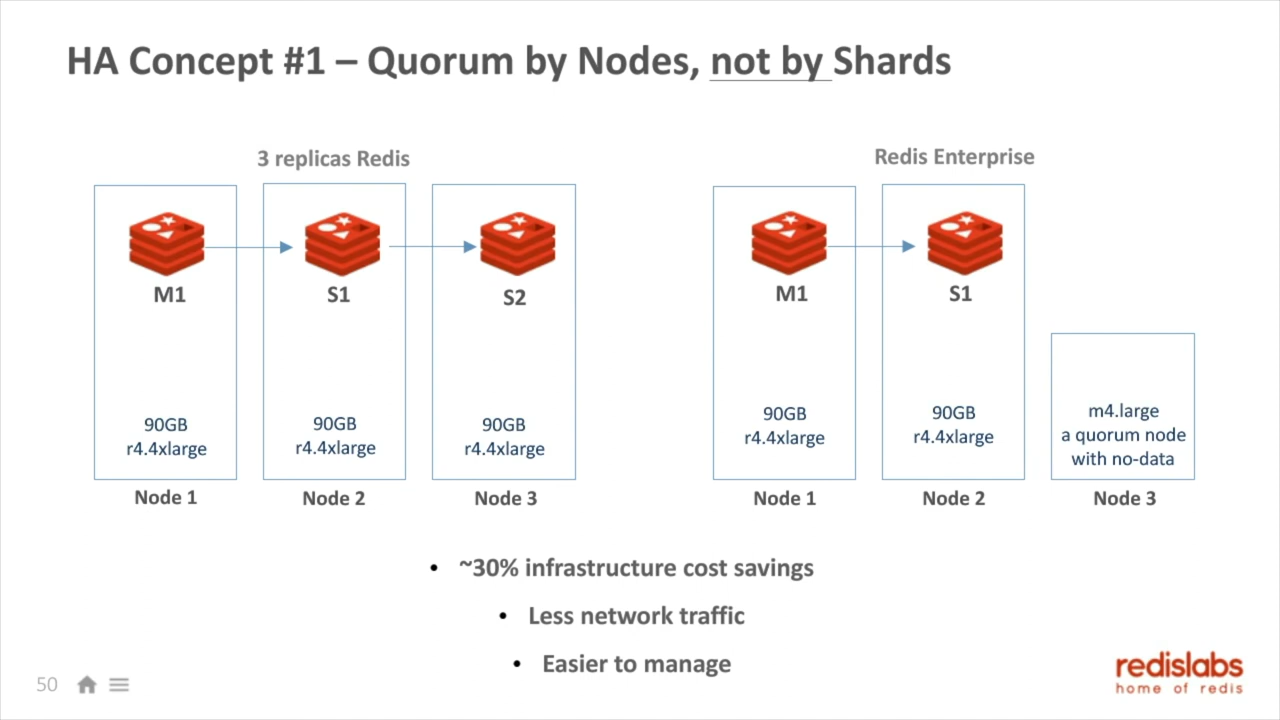 HA Concept #1 – Quorum by Nodes, not by Shards
3 replicas Redis
M1
S1
S2
90GB
r4.4xlarge
90GB
r4.4xlarge
90GB
r4.4xlarge
Node 1
Node 2
Node 3
Redis Enterprise
M1
S1
90GB
r4.4xlarge
90GB
r4.4xlarge
m4.large
a quorum node
with no-data
Node 1
Node 2
Node 3
• ~30% infrastructure cost savings
• Less network traffic
• Easier to manage
50
redislabs
home of redis